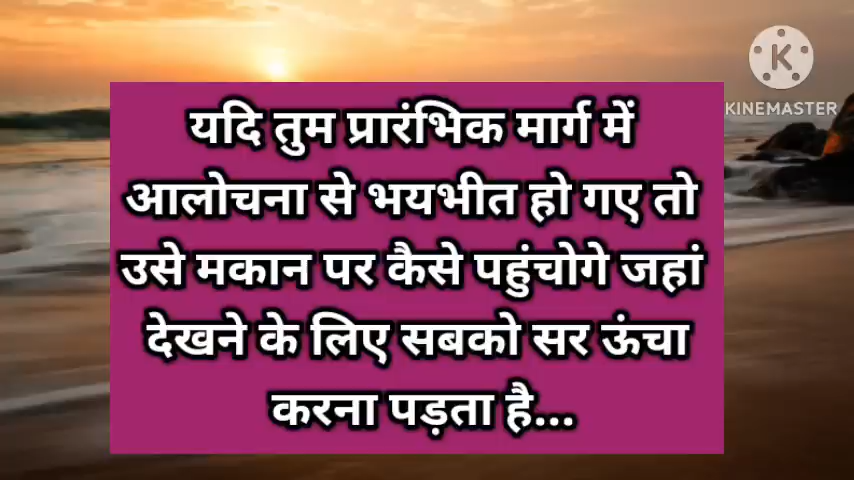 KINEMASTER
यदि तुम प्रारंभिक मार्ग में
आलोचना से भयभीत हो गए तो
उसे मकान पर कैसे पहुंचोगे जहां
देखने के लिए सबको सर ऊंचा
करना पड़ता है...